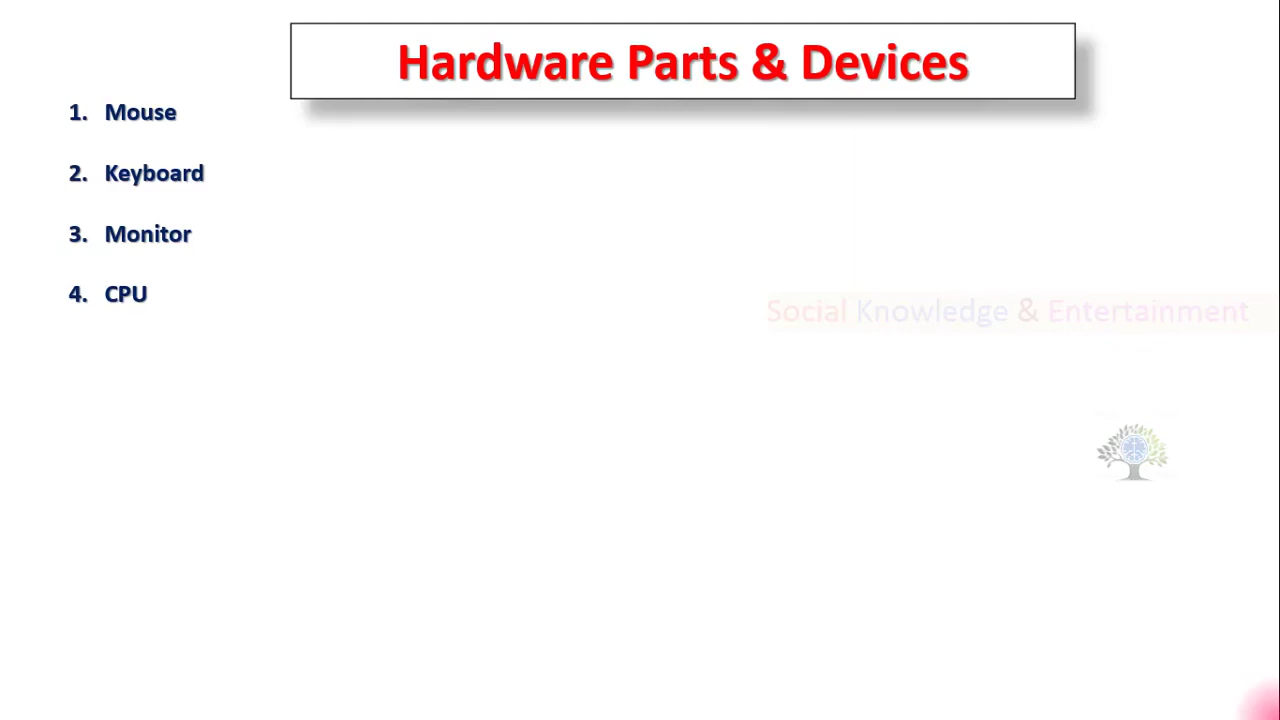 Hardware Parts & Devices
1. Mouse
2. Keyboard
3. Monitor
4. CPU
Social Knowledge & Entertainment